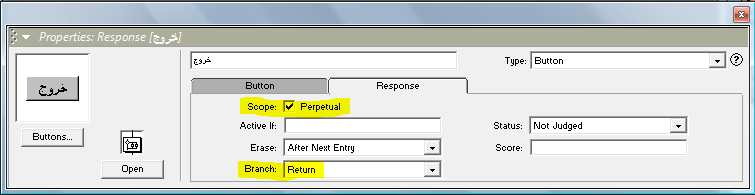 Properties: Response [خروج]
خروج
Type: Button
خروج
Button
Response
Buttons...
Scope: Perpetual
Active If:
Status: Not Judged
Erase: After Next Entry
Score:
Open
Branch: Return